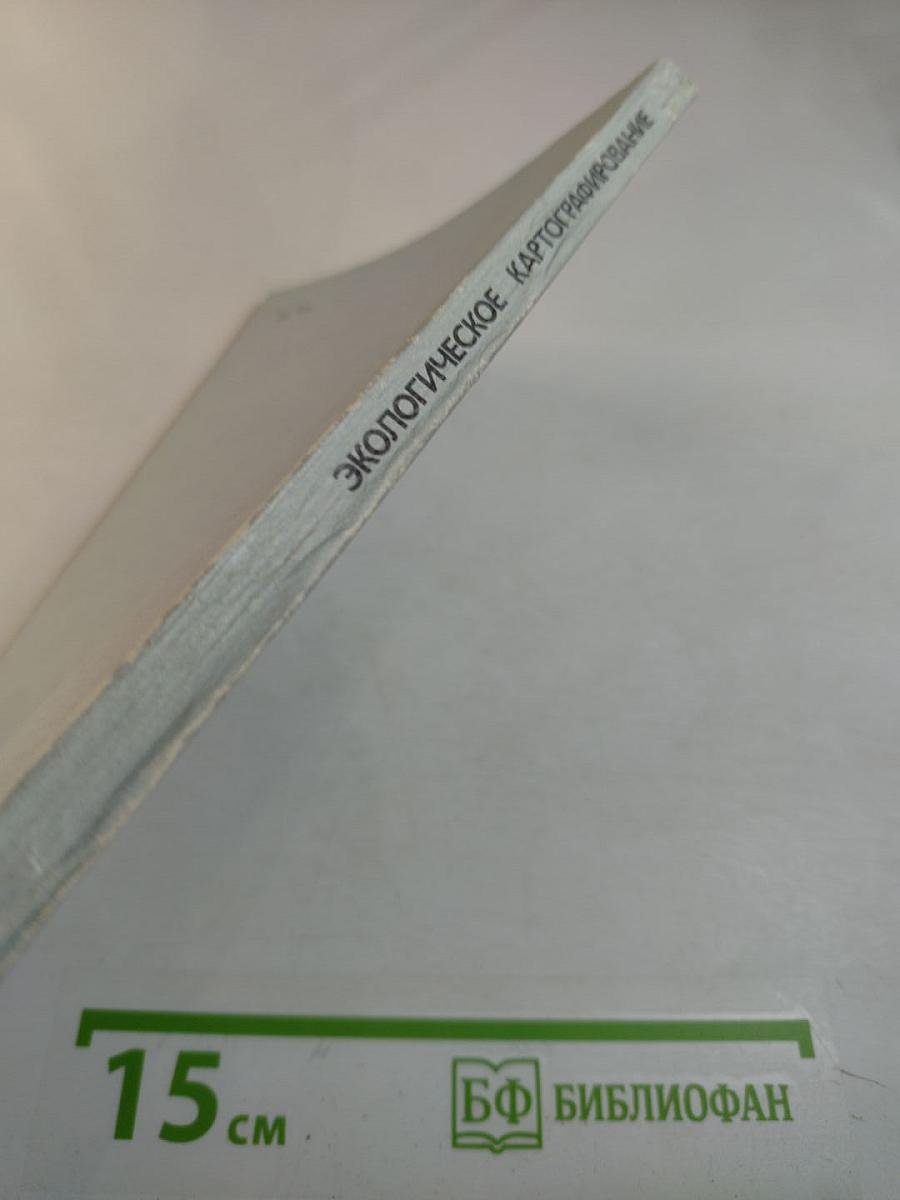 ЭКОЛОГИЧЕСКОЕ КАРТОГРАФИРОВАНИЕ
15 см
БФ БИБЛИОФАН